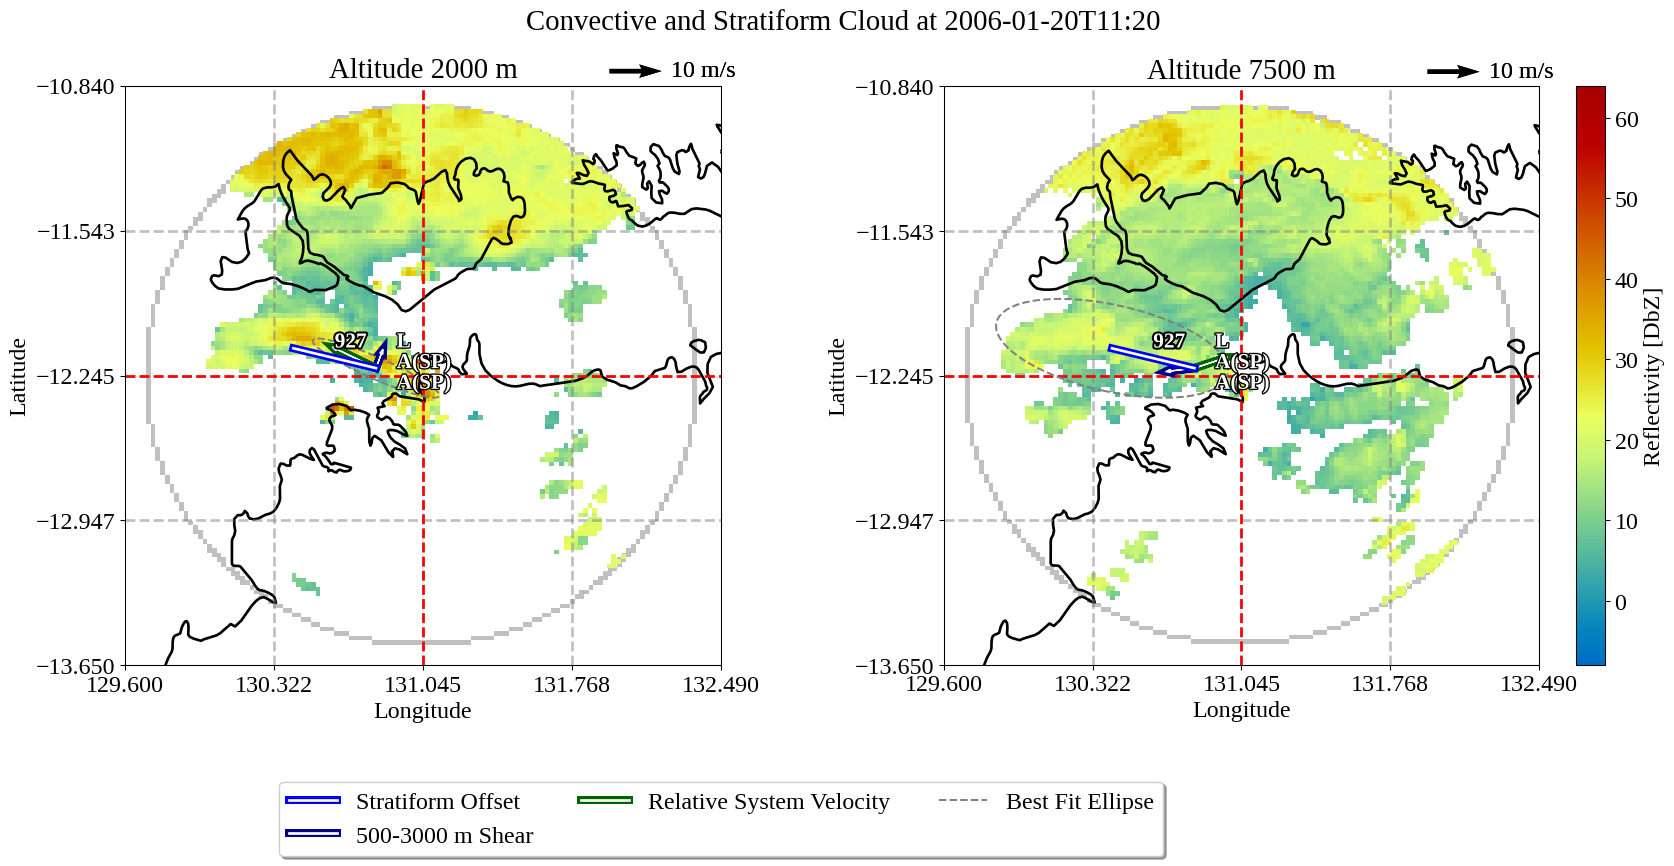 Convective and Stratiform Cloud at 2006-01-20T11:20
Altitude 2000 m
10 m/s
Altitude 7500 m
10 m/s
−10.840
−11.543
−12.245
−12.947
−13.650
129.600
130.322
131.045
131.768
132.490
Longitude
Latitude
927
L
A(SP)
A(SP)
−10.840
−11.543
−12.245
−12.947
−13.650
129.600
130.322
131.045
131.768
132.490
Longitude
Latitude
927
L
A(SP)
A(SP)
60
50
40
30
20
10
0
Reflectivity [DbZ]
Stratiform Offset
Relative System Velocity
Best Fit Ellipse
500-3000 m Shear